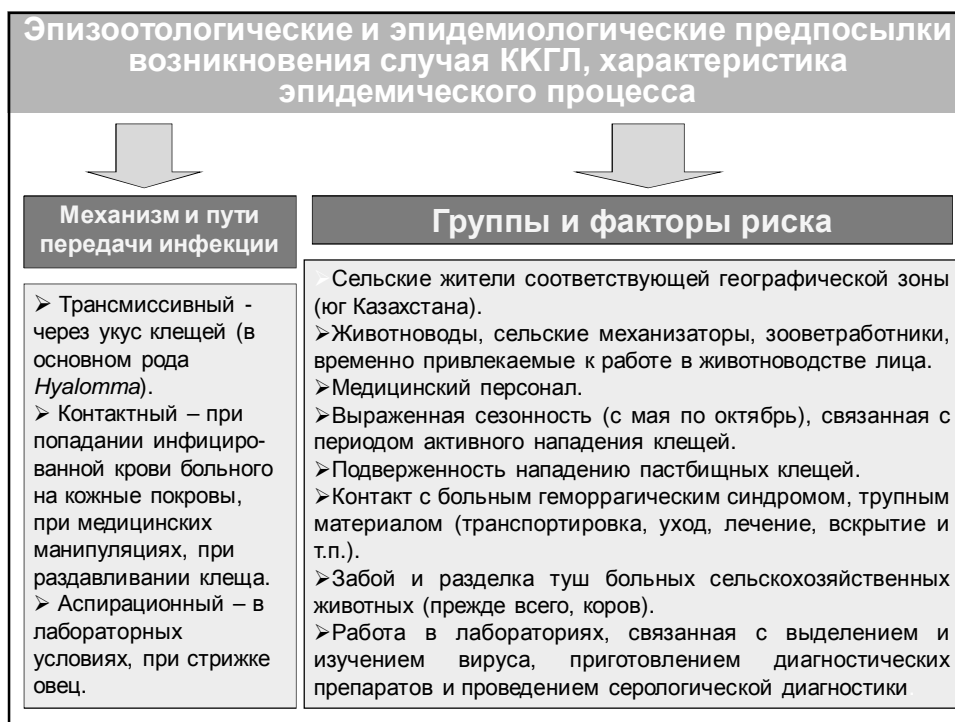 Эпизоотологические и эпидемиологические предпосылки
возникновения случая ККГЛ, характеристика
эпидемического процесса
Механизм и пути
передачи инфекции
➢ Трансмиссивный -
через укус клещей (в
основном рода
Hyalomma).
➢ Контактный – при
попадании инфициро-
ванной крови больного
на кожные покровы,
при медицинских
манипуляциях, при
раздавливании клеща.
➢ Аспирационный – в
лабораторных
условиях, при стрижке
овец.
Группы и факторы риска
➢Сельские жители соответствующей географической зоны
(юг Казахстана).
➢Животноводы, сельские механизаторы, зооветработники,
временно привлекаемые к работе в животноводстве лица.
➢Медицинский персонал.
➢Выраженная сезонность (с мая по октябрь), связанная с
периодом активного нападения клещей.
➢Подверженность нападению пастбищных клещей.
➢Контакт с больным геморрагическим синдромом, трупным
материалом (транспортировка, уход, лечение, вскрытие и
т.п.).
➢Забой и разделка туш больных сельскохозяйственных
животных (прежде всего, коров).
➢Работа в лабораториях, связанная с выделением и
изучением вируса, приготовлением диагностических
препаратов и проведением серологической диагностики.